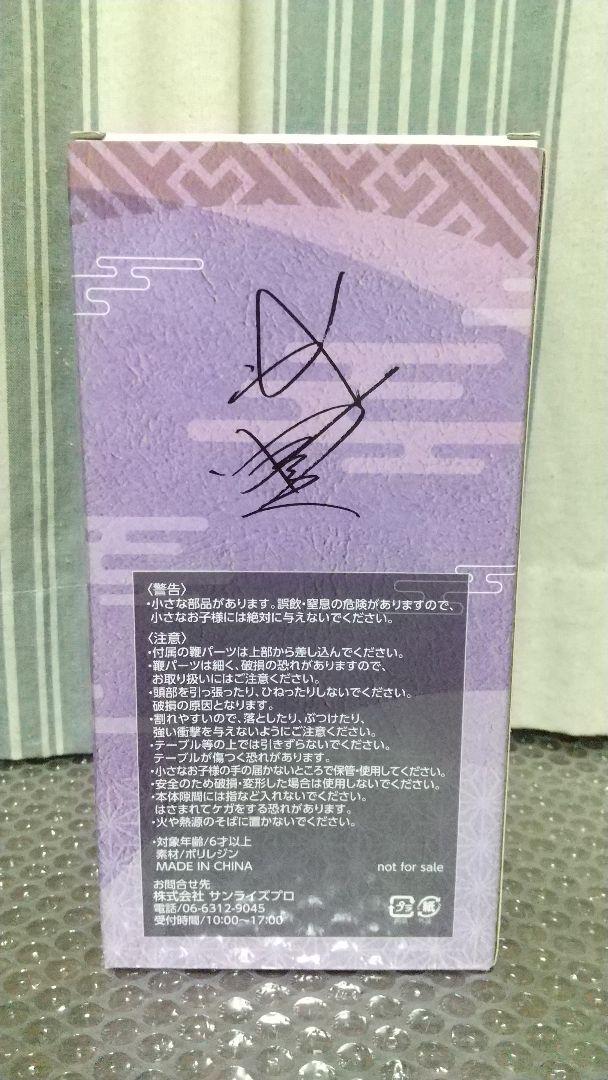 〈警告〉
・小さな部品があります。誤飲・窒息の危険がありますので、
小さなお子様には絶対に与えないでください。
〈注意〉
・付属の鞭パーツは上部から差し込んでください。
・鞭パーツは細く、破損の恐れがありますので、
お取り扱いにはご注意ください。
・頭部を引っ張ったり、ひねったりしないでください。
破損の原因となります。
・割れやすいので、落としたり、ぶつけたり、
強い衝撃を与えないようにご注意ください。
・テーブル等の上では引きずらないでください。
テーブルが傷つく恐れがあります。
・小さなお子様の手の届かないところで保管・使用してください。
・安全のため破損・変形した場合は使用しないでください。
・本体隙間には指など入れないでください。
はさまれてケガをする恐れがあります。
・火や熱源のそばに置かないでください。
・対象年齢/6才以上
素材/ポリレジン
MADE IN CHINA
not for sale
お問合せ先
株式会社 サンライズプロ
電話/06-6312-9045
受付時間/10:00〜17:00
プラ
紙